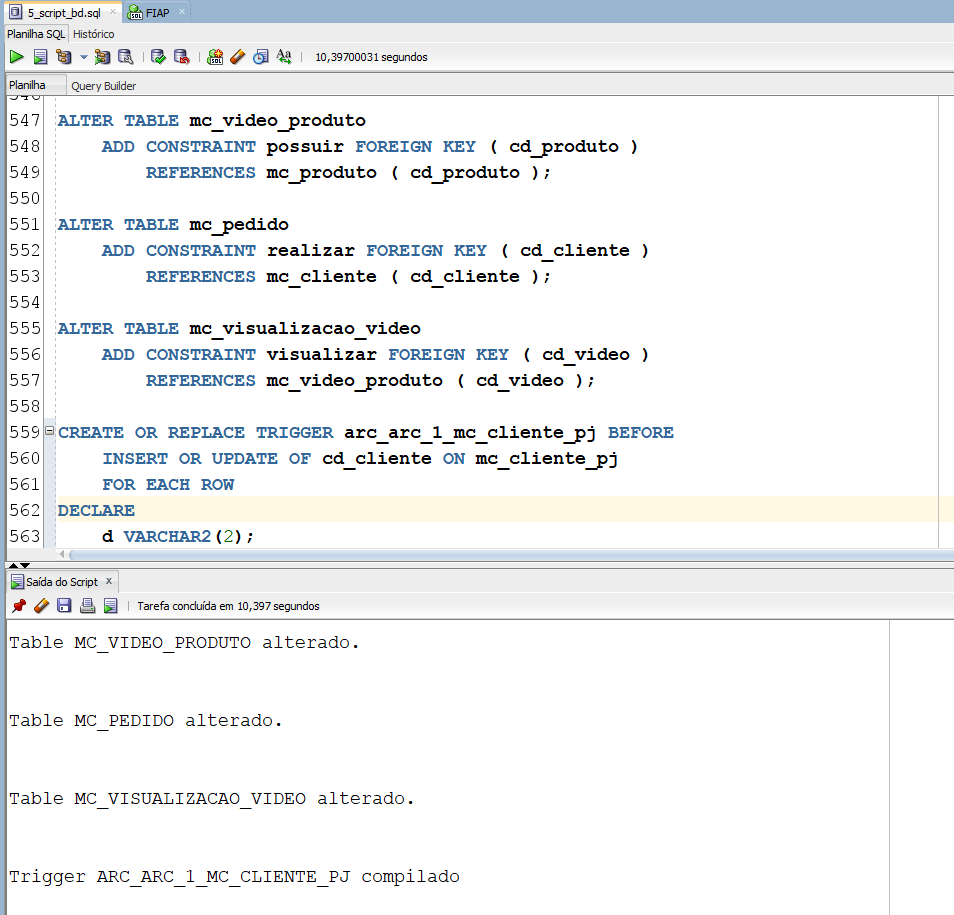 5_script_bd.sql × FIAP ×
Planilha SQL Histórico
10,39700031 segundos
Planilha Query Builder
546
547 ALTER TABLE mc_video_produto
548 ADD CONSTRAINT possuir FOREIGN KEY ( cd_produto )
549 REFERENCES mc_produto ( cd_produto );
550
551 ALTER TABLE mc_pedido
552 ADD CONSTRAINT realizar FOREIGN KEY ( cd_cliente )
553 REFERENCES mc_cliente ( cd_cliente );
554
555 ALTER TABLE mc_visualizacao_video
556 ADD CONSTRAINT visualizar FOREIGN KEY ( cd_video )
557 REFERENCES mc_video_produto ( cd_video );
558
559 CREATE OR REPLACE TRIGGER arc_arc_1_mc_cliente_pj BEFORE
560 INSERT OR UPDATE OF cd_cliente ON mc_cliente_pj
561 FOR EACH ROW
562 DECLARE
563 d VARCHAR2(2);
Saída do Script ×
Tarefa concluída em 10,397 segundos
Table MC_VIDEO_PRODUTO alterado.
Table MC_PEDIDO alterado.
Table MC_VISUALIZACAO_VIDEO alterado.
Trigger ARC_ARC_1_MC_CLIENTE_PJ compilado